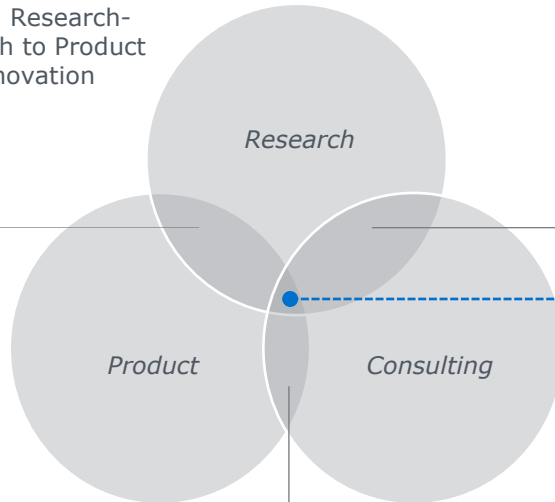 Research-
h to Product
novation
Research
Product
Consulting